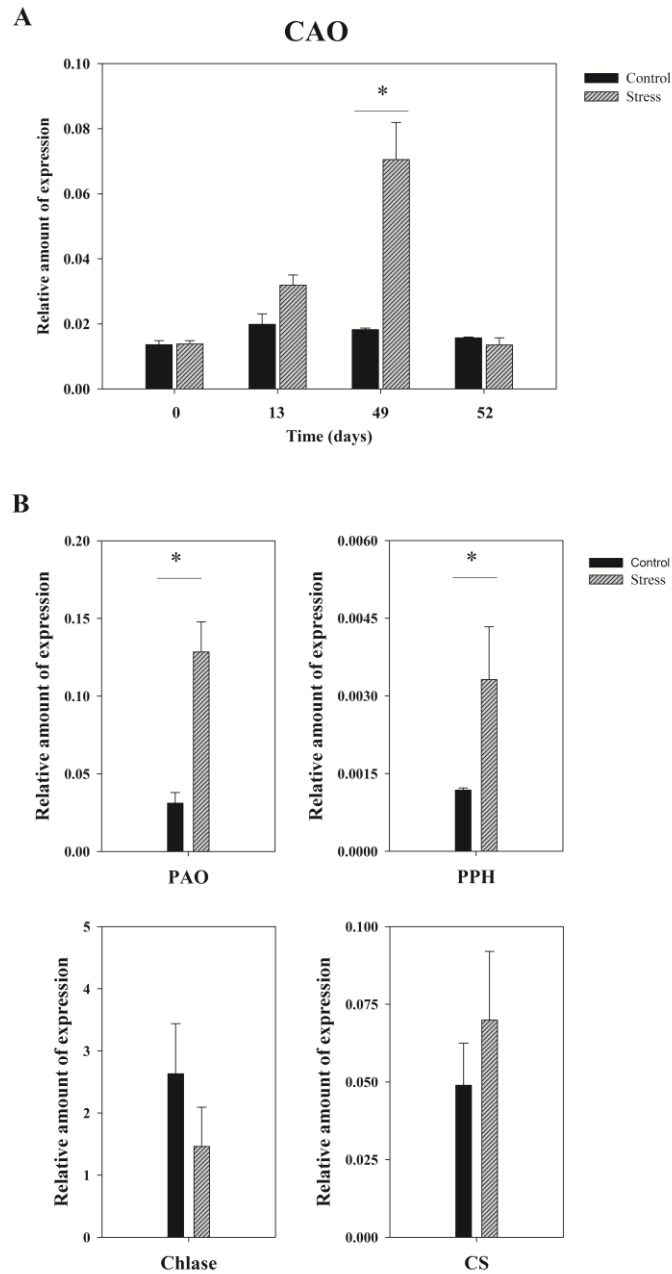 A
CAO
Relative amount of expression
0.10
0.08
0.06
0.04
0.02
0.00
*
0 13 49 52
Time (days)
Control
Stress
B
Relative amount of expression
0.20
0.15
0.10
0.05
0.00
*
PAO
Relative amount of expression
0.0060
0.0045
0.0030
0.0015
0.0000
*
PPH
Control
Stress
Relative amount of expression
5
4
3
2
1
0
Chlase
Relative amount of expression
0.100
0.075
0.050
0.025
0.000
CS